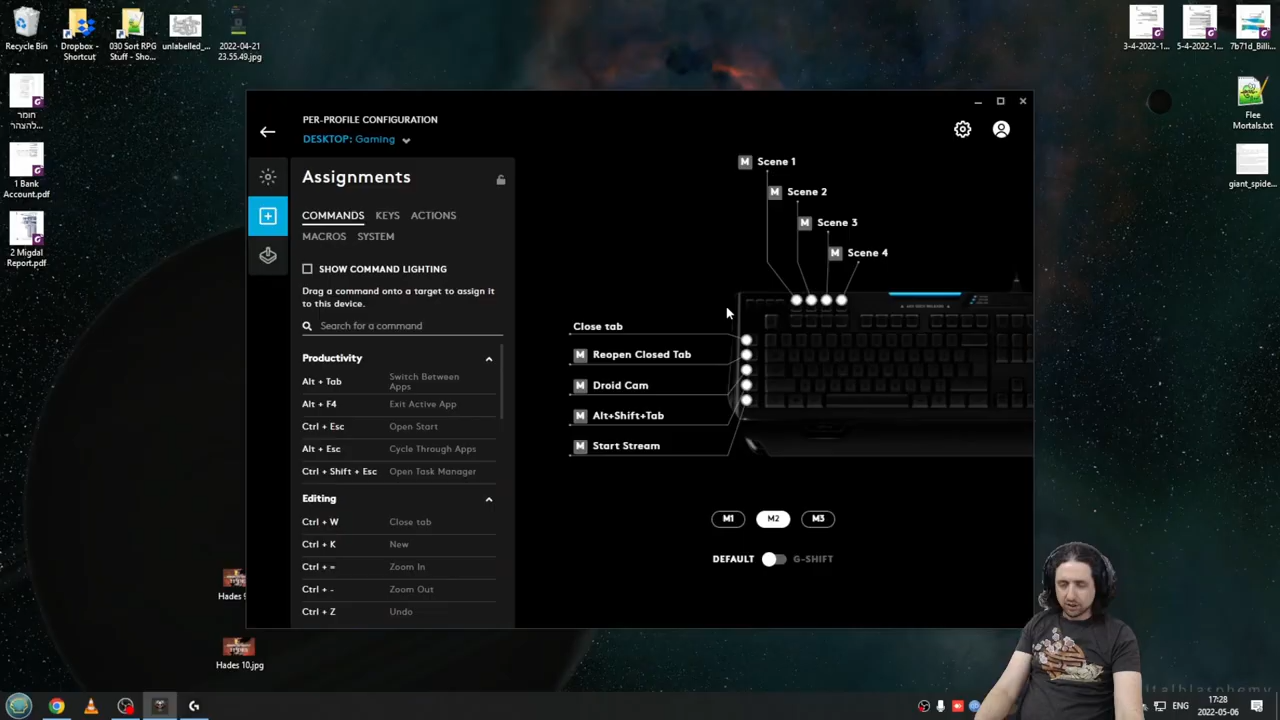 Recycle Bin
Dropbox -
Shortcut
030 Sort RPG
Stuff - Sho...
unlabelled_...
2022-04-21
23.55.49.jpg
3-4-2022-1...
5-4-2022-1...
7b71d_Billi...
חומר
להצהר...
1 Bank
Account.pdf
2 Migdal
Report.pdf
Flee
Mortals.txt
giant_spide...
Hades 9
Hades 10.jpg
PER-PROFILE CONFIGURATION
DESKTOP: Gaming
Assignments
COMMANDS KEYS ACTIONS
MACROS SYSTEM
SHOW COMMAND LIGHTING
Drag a command onto a target to assign it
to this device.
Search for a command
Productivity
Alt + Tab Switch Between
Apps
Alt + F4 Exit Active App
Ctrl + Esc Open Start
Alt + Esc Cycle Through Apps
Ctrl + Shift + Esc Open Task Manager
Editing
Ctrl + W Close tab
Ctrl + K New
Ctrl + = Zoom In
Ctrl + - Zoom Out
Ctrl + Z Undo
M Scene 1
M Scene 2
M Scene 3
M Scene 4
Close tab
M Reopen Closed Tab
M Droid Cam
M Alt+Shift+Tab
M Start Stream
M1 M2 M3
DEFAULT G-SHIFT
italblasphemy
ENG
17:28
2022-05-06